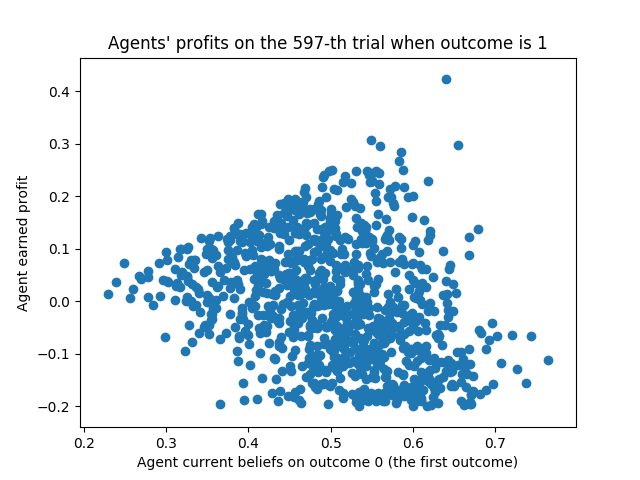 Agents' profits on the 597-th trial when outcome is 1
Agent earned profit
0.4
0.3
0.2
0.1
0.0
−0.1
−0.2
0.2 0.3 0.4 0.5 0.6 0.7
Agent current beliefs on outcome 0 (the first outcome)